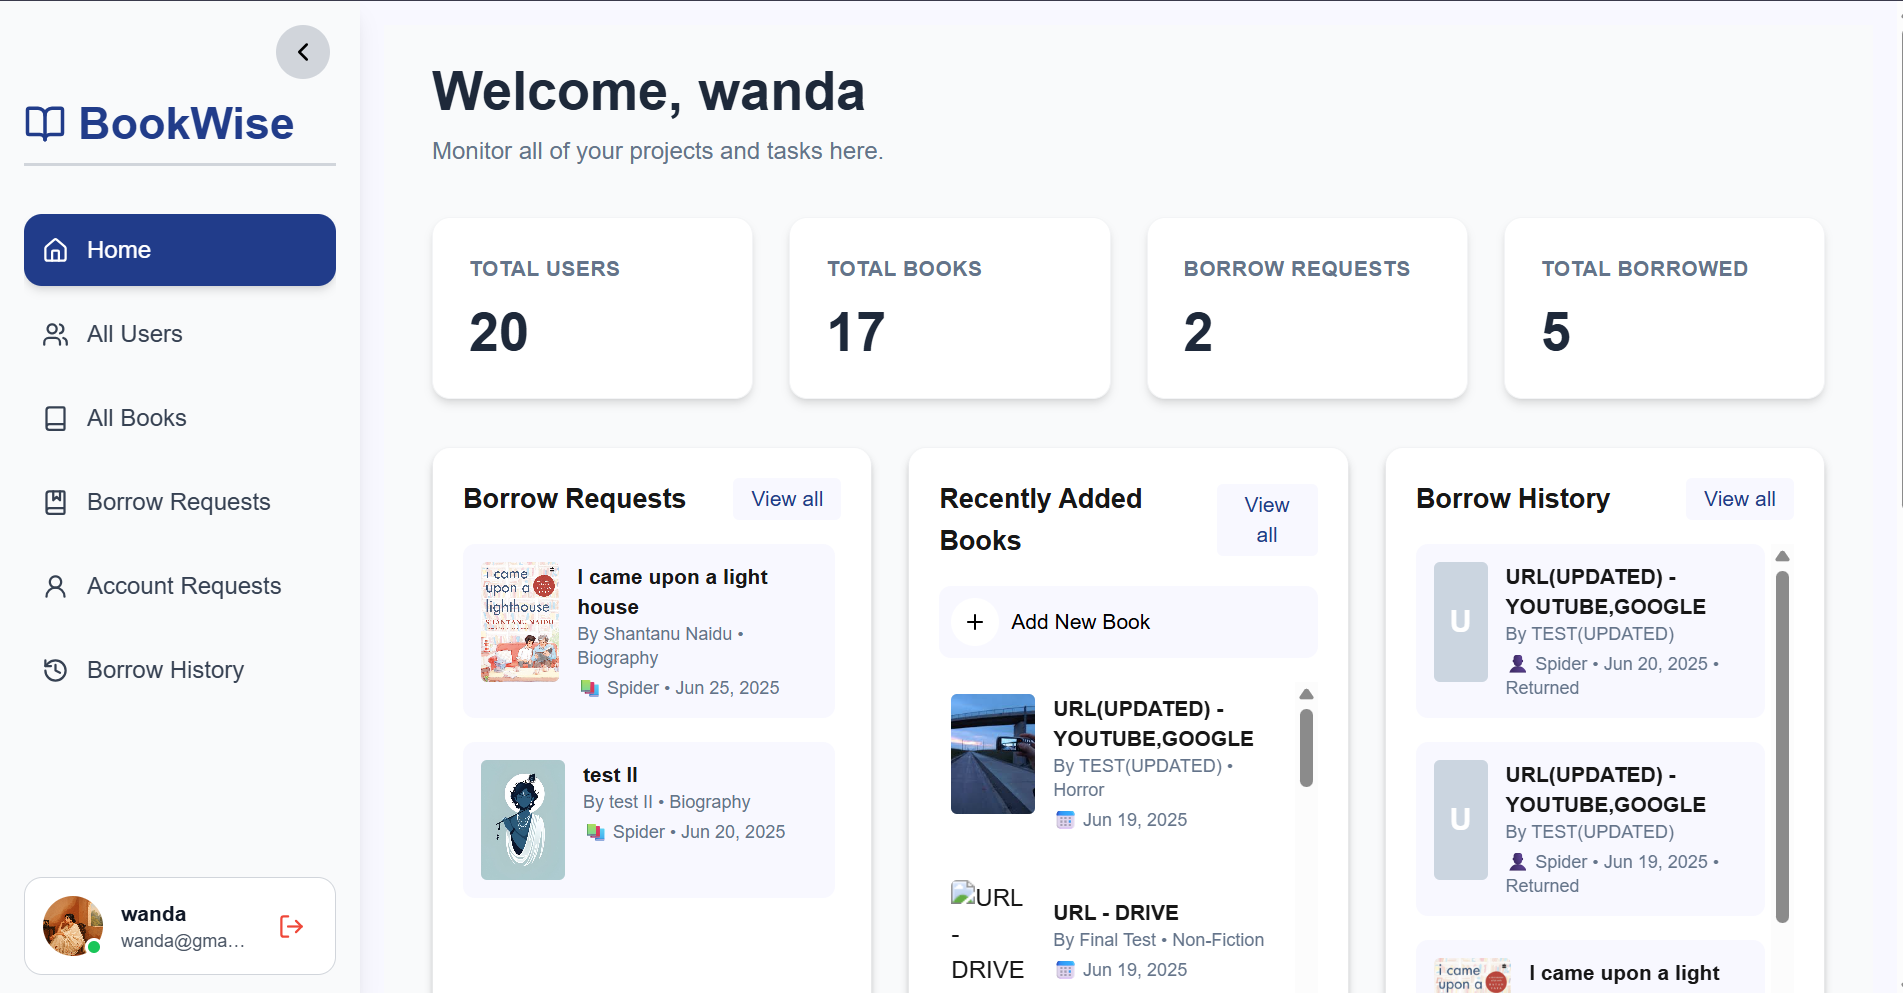 BookWise
Home
All Users
All Books
Borrow Requests
Account Requests
Borrow History
wanda
wanda@gma...
Welcome, wanda
Monitor all of your projects and tasks here.
TOTAL USERS
20
TOTAL BOOKS
17
BORROW REQUESTS
2
TOTAL BORROWED
5
Borrow Requests
View all
i came
upon a
lighthouse
SHANTANU NAIDU
I came upon a light
house
By Shantanu Naidu •
Biography
Spider • Jun 25, 2025
test II
By test II • Biography
Spider • Jun 20, 2025
Recently Added
Books
View
all
Add New Book
URL(UPDATED) -
YOUTUBE,GOOGLE
By TEST(UPDATED) •
Horror
Jun 19, 2025
URL
-
DRIVE
URL - DRIVE
By Final Test • Non-Fiction
Jun 19, 2025
Borrow History
View all
U
URL(UPDATED) -
YOUTUBE,GOOGLE
By TEST(UPDATED)
Spider • Jun 20, 2025 •
Returned
U
URL(UPDATED) -
YOUTUBE,GOOGLE
By TEST(UPDATED)
Spider • Jun 19, 2025 •
Returned
i came
upon a
I came upon a light